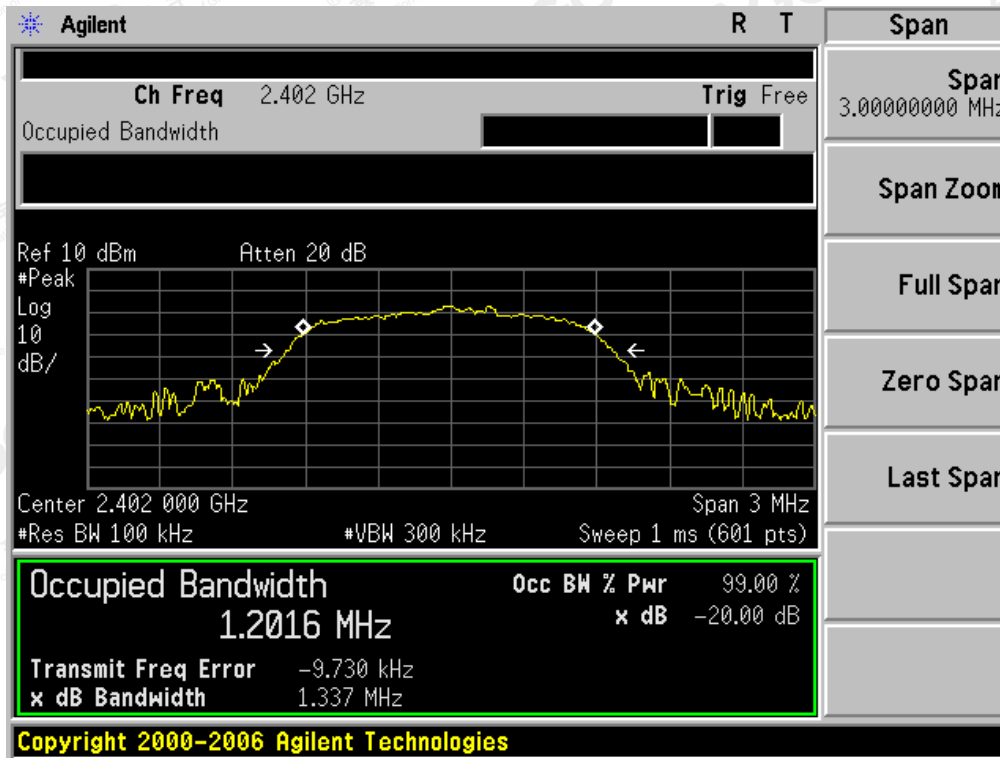 Agilent
R T
Span
Ch Freq 2.402 GHz
Trig Free
Occupied Bandwidth
Span
3.00000000 MHz
Span Zoom
Full Span
Zero Span
Last Span
Ref 10 dBm
Atten 20 dB
#Peak
Log
10
dB/
Center 2.402 000 GHz
Span 3 MHz
#Res BW 100 kHz
#VBW 300 kHz
Sweep 1 ms (601 pts)
Occupied Bandwidth
1.2016 MHz
Occ BW % Pwr 99.00 %
x dB -20.00 dB
Transmit Freq Error -9.730 kHz
x dB Bandwidth 1.337 MHz
Copyright 2000-2006 Agilent Technologies